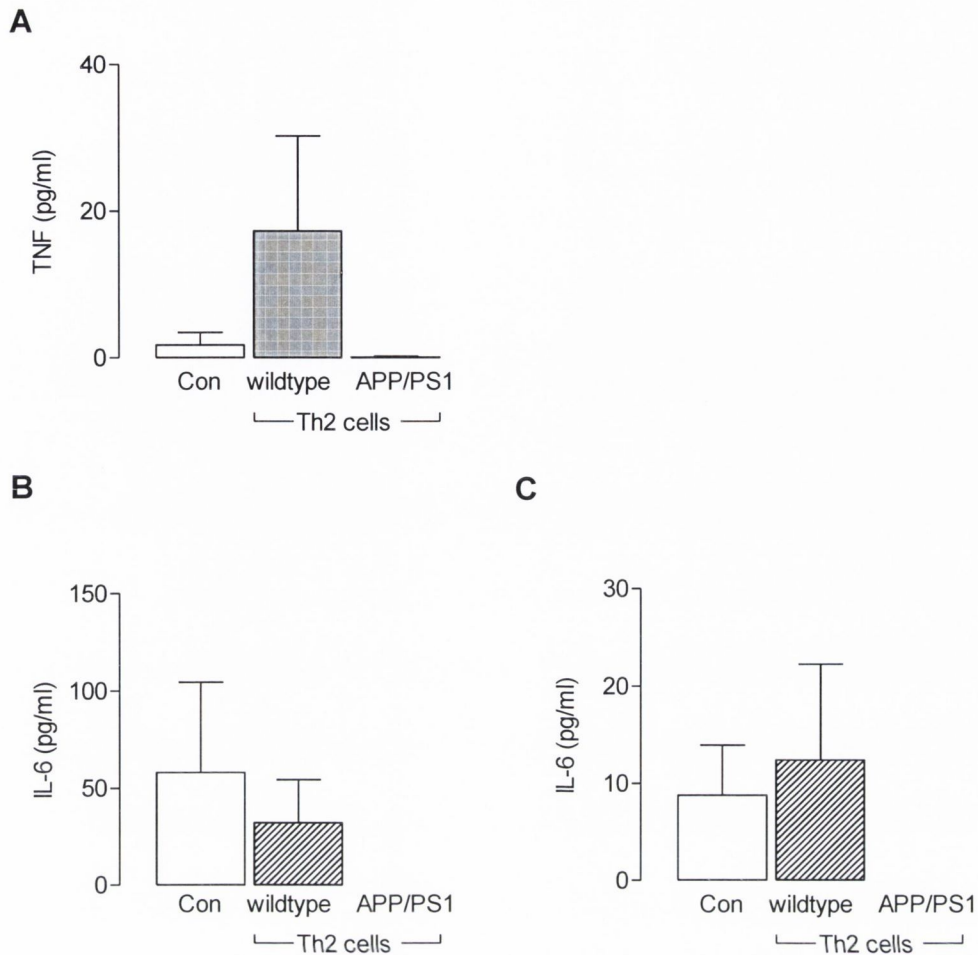 A
40
20
0
TNF (pg/ml)
Con wildtype APP/PS1
Th2 cells
B
150
100
50
0
IL-6 (pg/ml)
Con wildtype APP/PS1
Th2 cells
C
30
20
10
0
IL-6 (pg/ml)
Con wildtype APP/PS1
Th2 cells